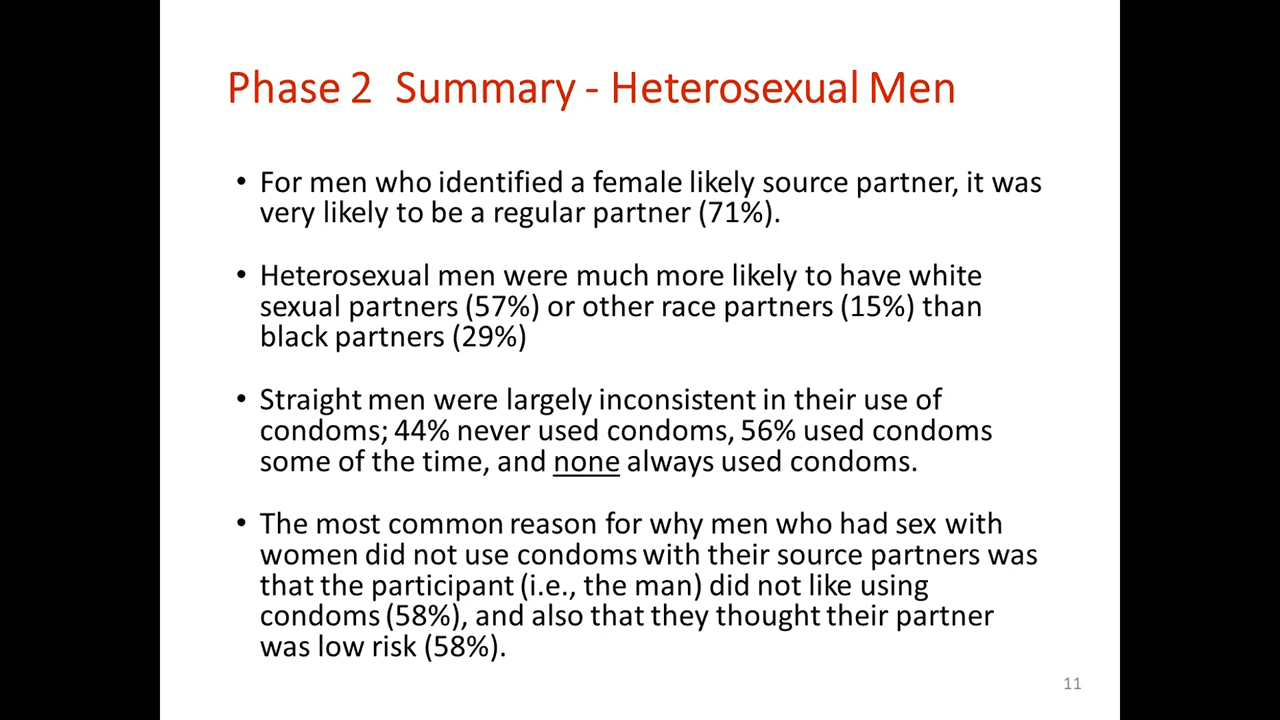 Phase 2 Summary - Heterosexual Men
• For men who identified a female likely source partner, it was
very likely to be a regular partner (71%).
• Heterosexual men were much more likely to have white
sexual partners (57%) or other race partners (15%) than
black partners (29%)
• Straight men were largely inconsistent in their use of
condoms; 44% never used condoms, 56% used condoms
some of the time, and none always used condoms.
• The most common reason for why men who had sex with
women did not use condoms with their source partners was
that the participant (i.e., the man) did not like using
condoms (58%), and also that they thought their partner
was low risk (58%).
11